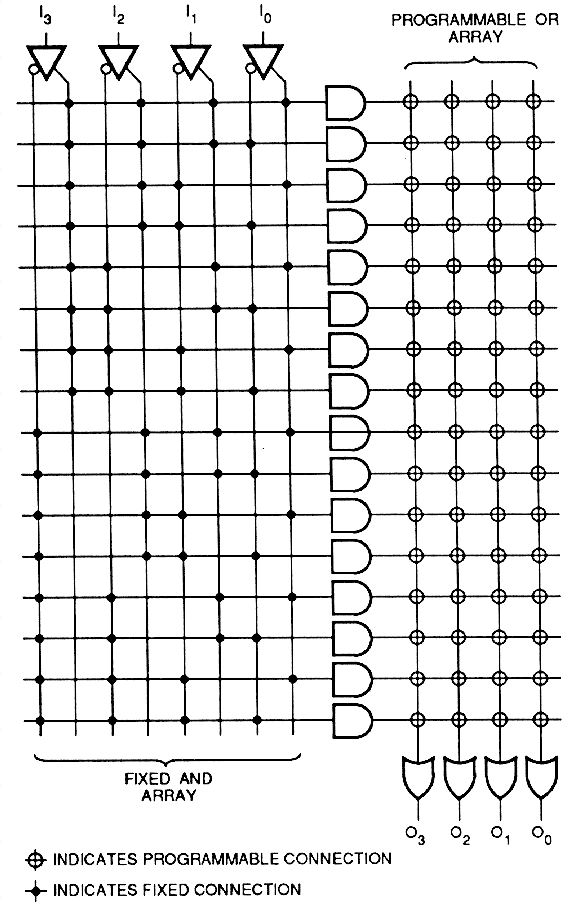 I3 I2 I1 I0
PROGRAMMABLE OR
ARRAY
FIXED AND
ARRAY
O3 O2 O1 O0
INDICATES PROGRAMMABLE CONNECTION
INDICATES FIXED CONNECTION